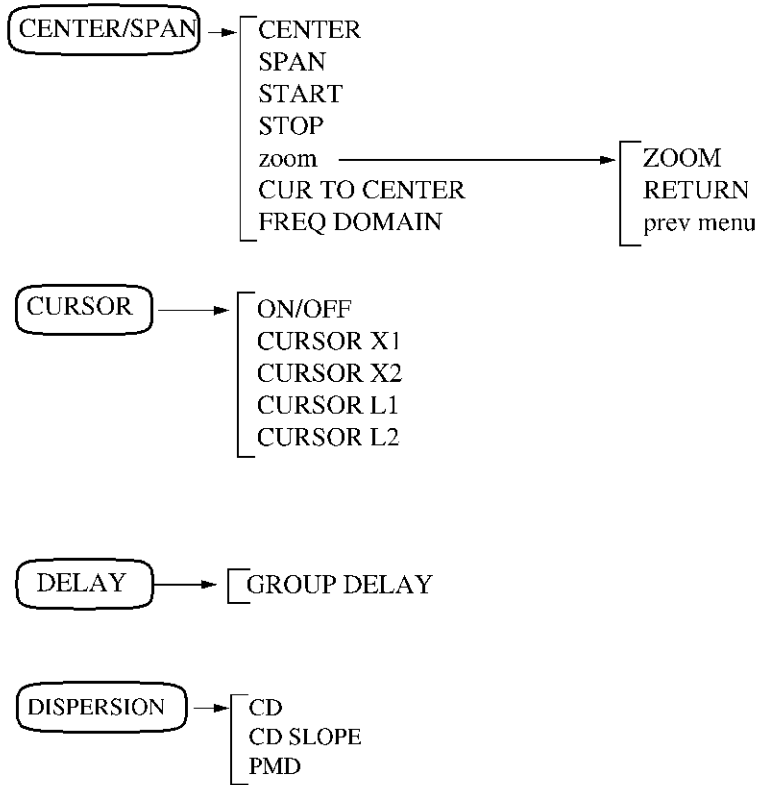 CENTER/SPAN
CENTER
SPAN
START
STOP
zoom
CUR TO CENTER
FREQ DOMAIN
ZOOM
RETURN
prev menu
CURSOR
ON/OFF
CURSOR X1
CURSOR X2
CURSOR L1
CURSOR L2
DELAY
GROUP DELAY
DISPERSION
CD
CD SLOPE
PMD